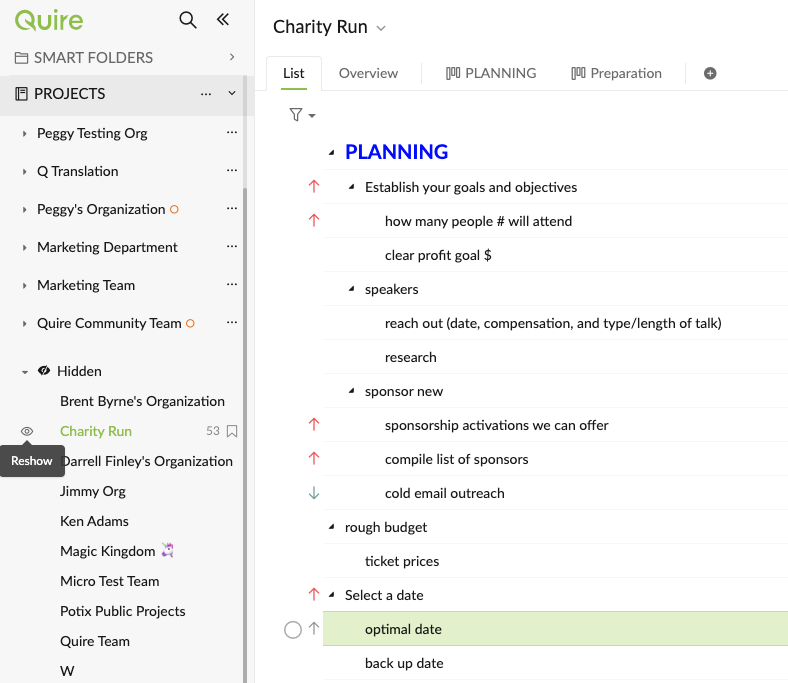 Quire
SMART FOLDERS
PROJECTS
Peggy Testing Org
Q Translation
Peggy's Organization
Marketing Department
Marketing Team
Quire Community Team
Hidden
Brent Byrne's Organization
Charity Run 53
Reshow
Darrell Finley's Organization
Jimmy Org
Ken Adams
Magic Kingdom 🦄
Micro Test Team
Potix Public Projects
Quire Team
W
Charity Run
List Overview PLANNING Preparation
PLANNING
Establish your goals and objectives
how many people # will attend
clear profit goal $
speakers
reach out (date, compensation, and type/length of talk)
research
sponsor new
sponsorship activations we can offer
compile list of sponsors
cold email outreach
rough budget
ticket prices
Select a date
optimal date
back up date